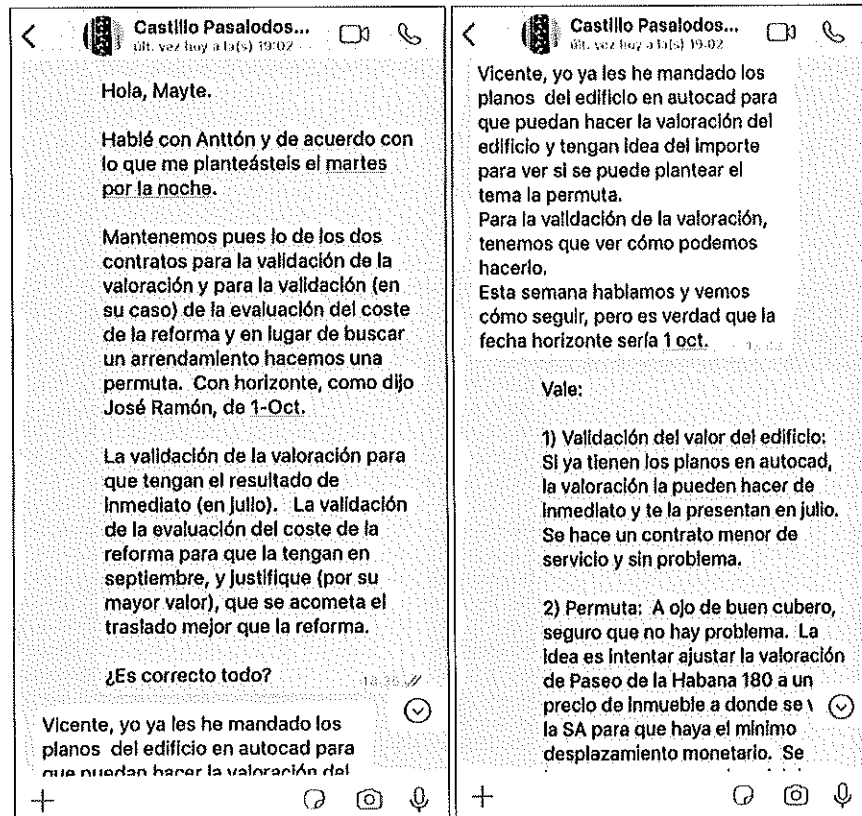 Castillo Pasalodos...
últ. vez hoy a la(s) 19:02
Hola, Mayte.
Hablé con Anttón y de acuerdo con
lo que me planteásteis el martes
por la noche.
Mantenemos pues lo de los dos
contratos para la validación de la
valoración y para la validación (en
su caso) de la evaluación del coste
de la reforma y en lugar de buscar
un arrendamiento hacemos una
permuta. Con horizonte, como dijo
José Ramón, de 1-Oct.
La validación de la valoración para
que tengan el resultado de
inmediato (en julio). La validación
de la evaluación del coste de la
reforma para que la tengan en
septiembre, y justifique (por su
mayor valor), que se acometa el
traslado mejor que la reforma.
¿Es correcto todo?
Vicente, yo ya les he mandado los
planos del edificio en autocad para
que puedan hacer la valoración del
Castillo Pasalodos...
últ. vez hoy a la(s) 19:02
Vicente, yo ya les he mandado los
planos del edificio en autocad para
que puedan hacer la valoración del
edificio y tengan idea del importe
para ver si se puede plantear el
tema la permuta.
Para la validación de la valoración,
tenemos que ver cómo podemos
hacerlo.
Esta semana hablamos y vemos
cómo seguir, pero es verdad que la
fecha horizonte sería 1 oct.
Vale:
1) Validación del valor del edificio:
Si ya tienen los planos en autocad,
la valoración la pueden hacer de
inmediato y te la presentan en julio.
Se hace un contrato menor de
servicio y sin problema.
2) Permuta: A ojo de buen cubero,
seguro que no hay problema. La
idea es intentar ajustar la valoración
de Paseo de la Habana 180 a un
precio de inmueble a donde se
la SA para que haya el mínimo
desplazamiento monetario. Se